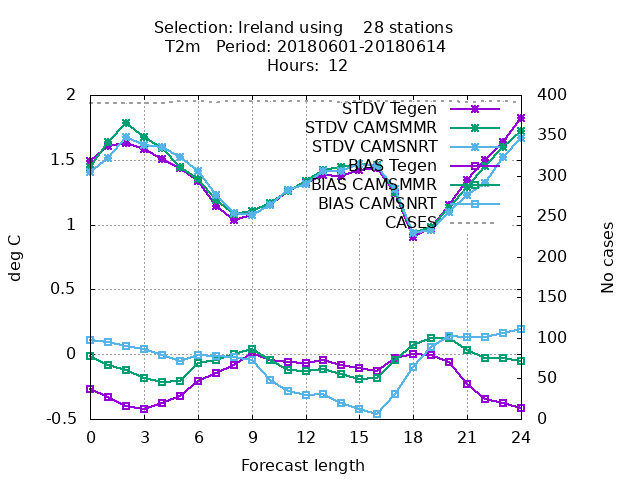 Selection: Ireland using    28 stations
T2m   Period: 20180601-20180614
Hours:  12
2
1.5
1
0.5
0
-0.5
deg C
400
350
300
250
200
150
100
50
0
No cases
STDV Tegen
STDV CAMSMMR
STDV CAMSNRT
BIAS Tegen
BIAS CAMSMMR
BIAS CAMSNRT
CASES
0 3 6 9 12 15 18 21 24
Forecast length